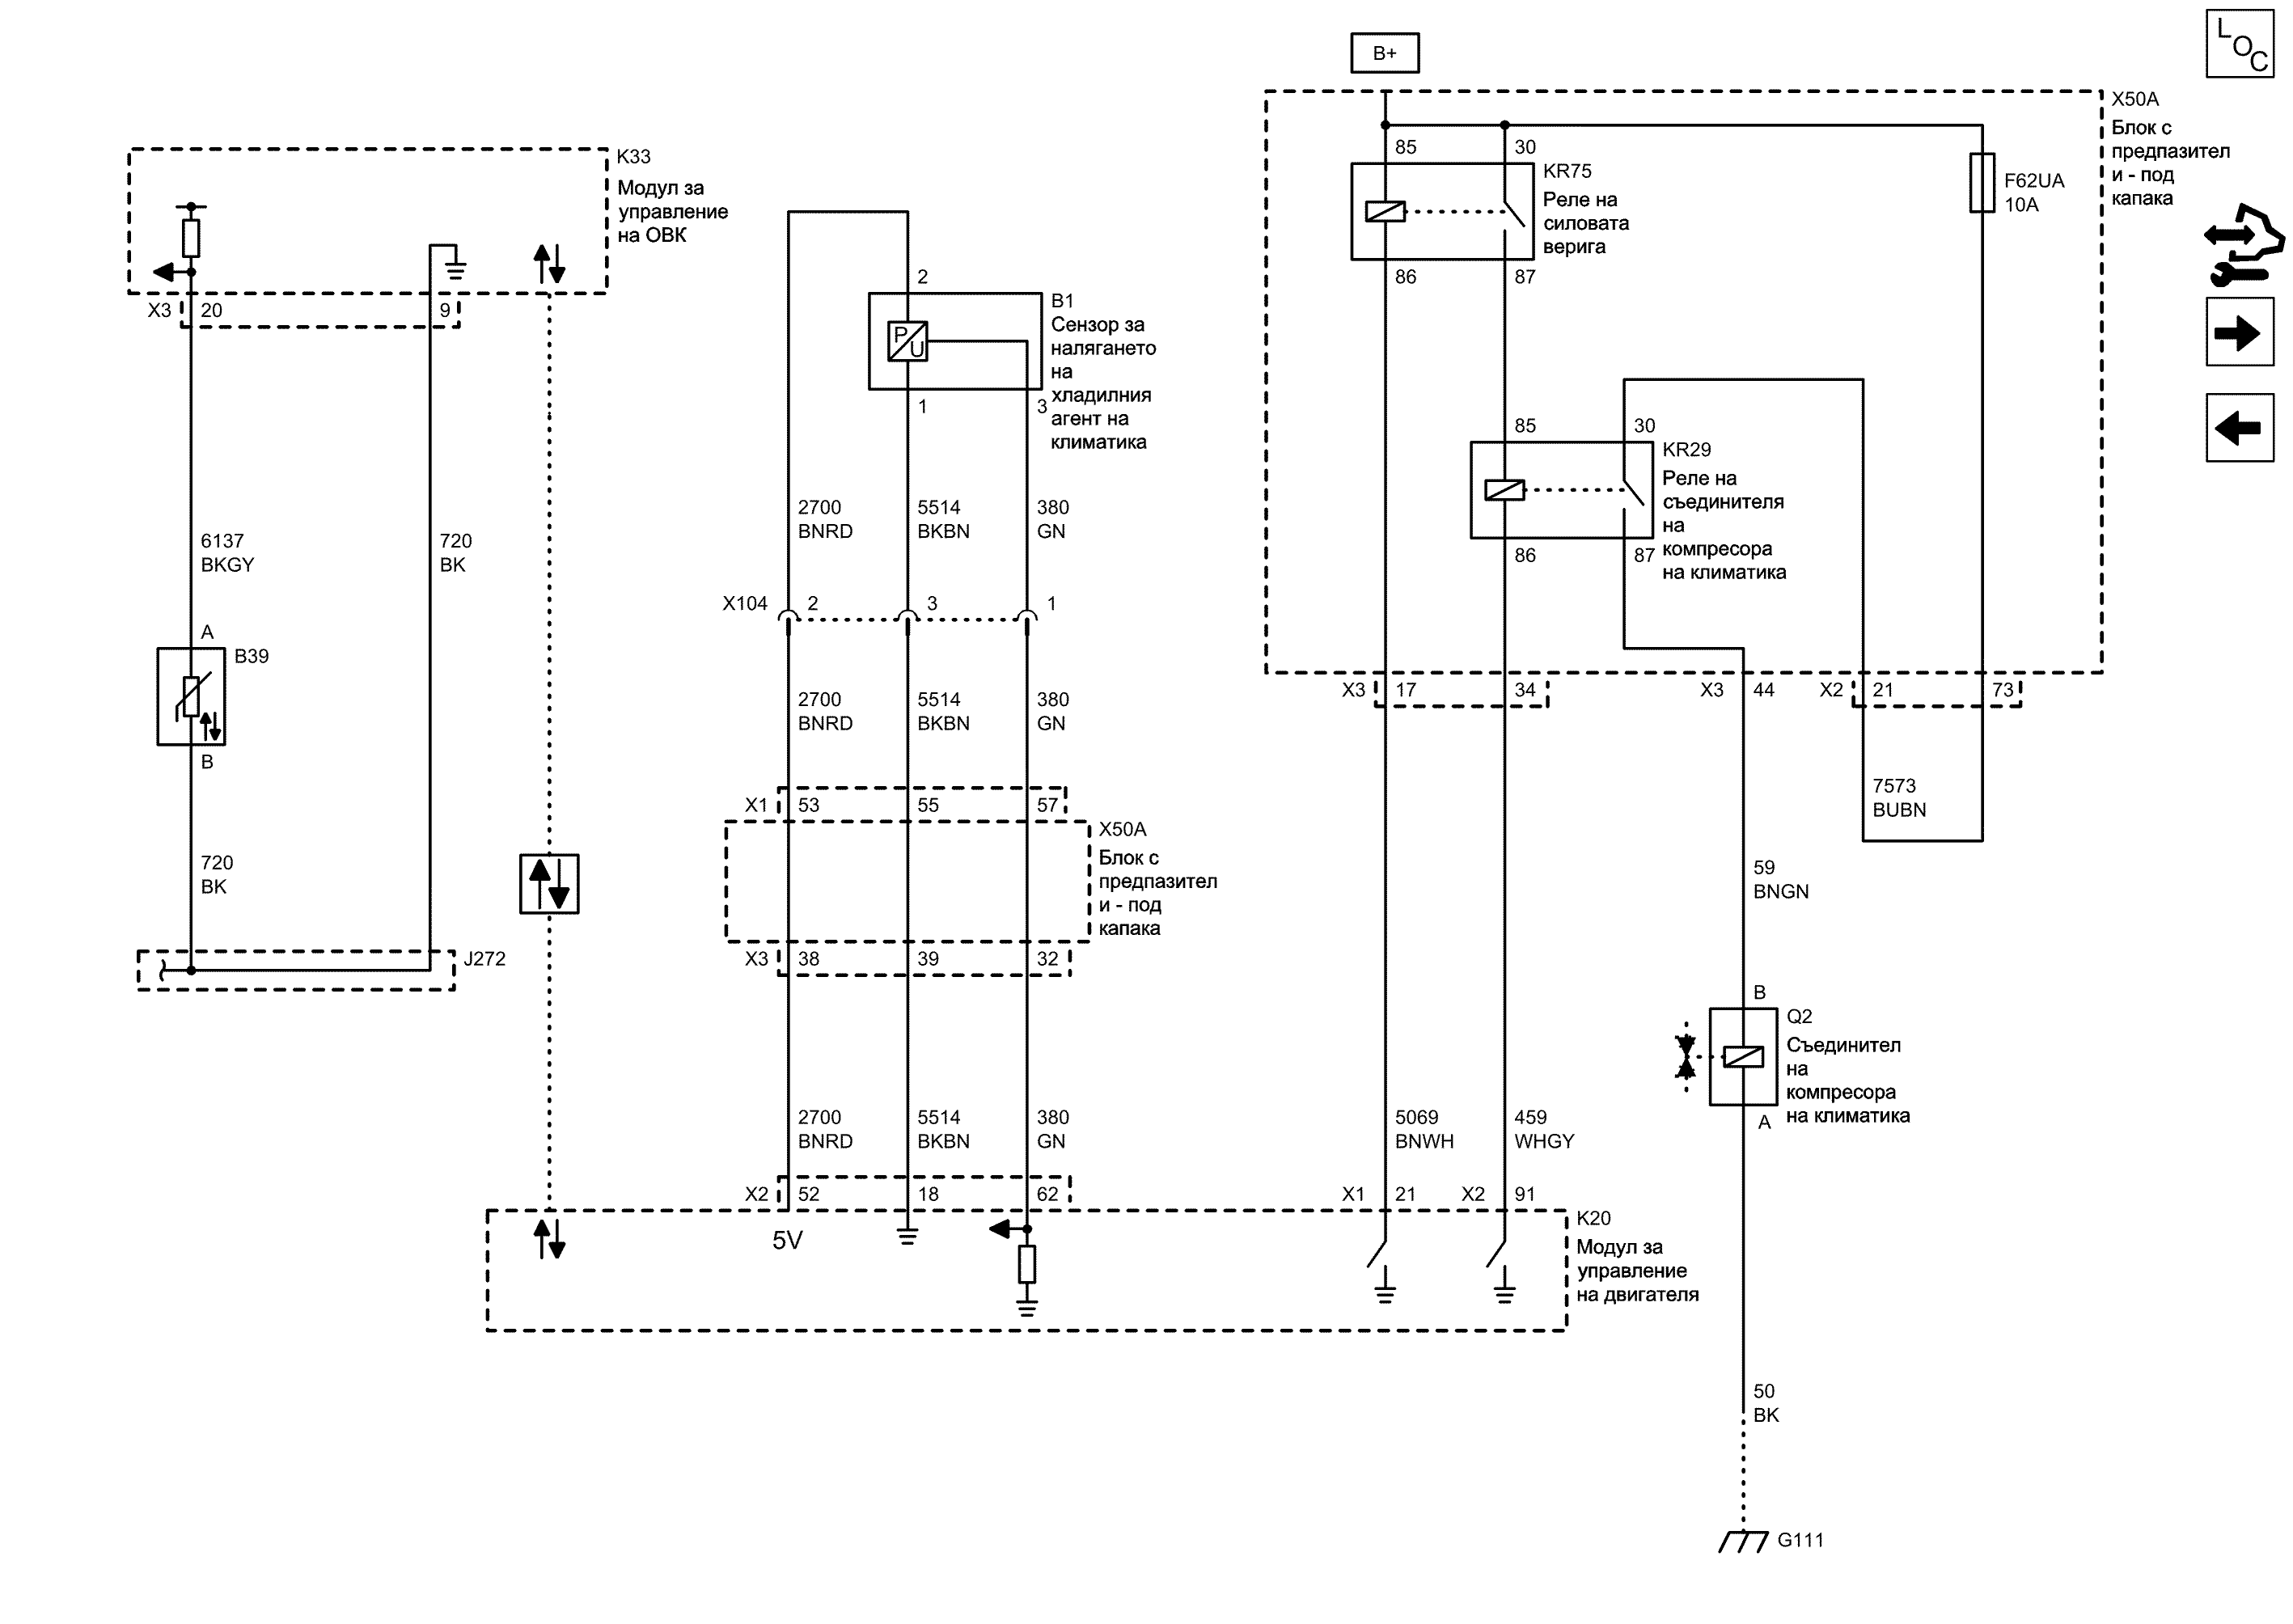 L
O
C
B+
X50A
Блок с
предпазител
и - под
капака
85
30
KR75
Реле на
силовата
верига
F62UA
10A
86
87
K33
Модул за
управление
на ОВК
X3
20
9
2
B1
Сензор за
налягането
на
хладилния
агент на
климатика
P
U
1
3
85
30
KR29
Реле на
съединителя
на
компресора
на климатика
86
87
6137
BKGY
720
BK
2700
BNRD
5514
BKBN
380
GN
X104
2
3
1
A
B39
B
2700
BNRD
5514
BKBN
380
GN
X3
17
34
X3
44
X2
21
73
7573
BUBN
X1
53
55
57
X50A
Блок с
предпазител
и - под
капака
720
BK
59
BNGN
J272
X3
38
39
32
B
Q2
Съединител
на
компресора
на климатика
A
2700
BNRD
5514
BKBN
380
GN
5069
BNWH
459
WHGY
X2
52
18
62
X1
21
X2
91
5V
K20
Модул за
управление
на двигателя
50
BK
G111